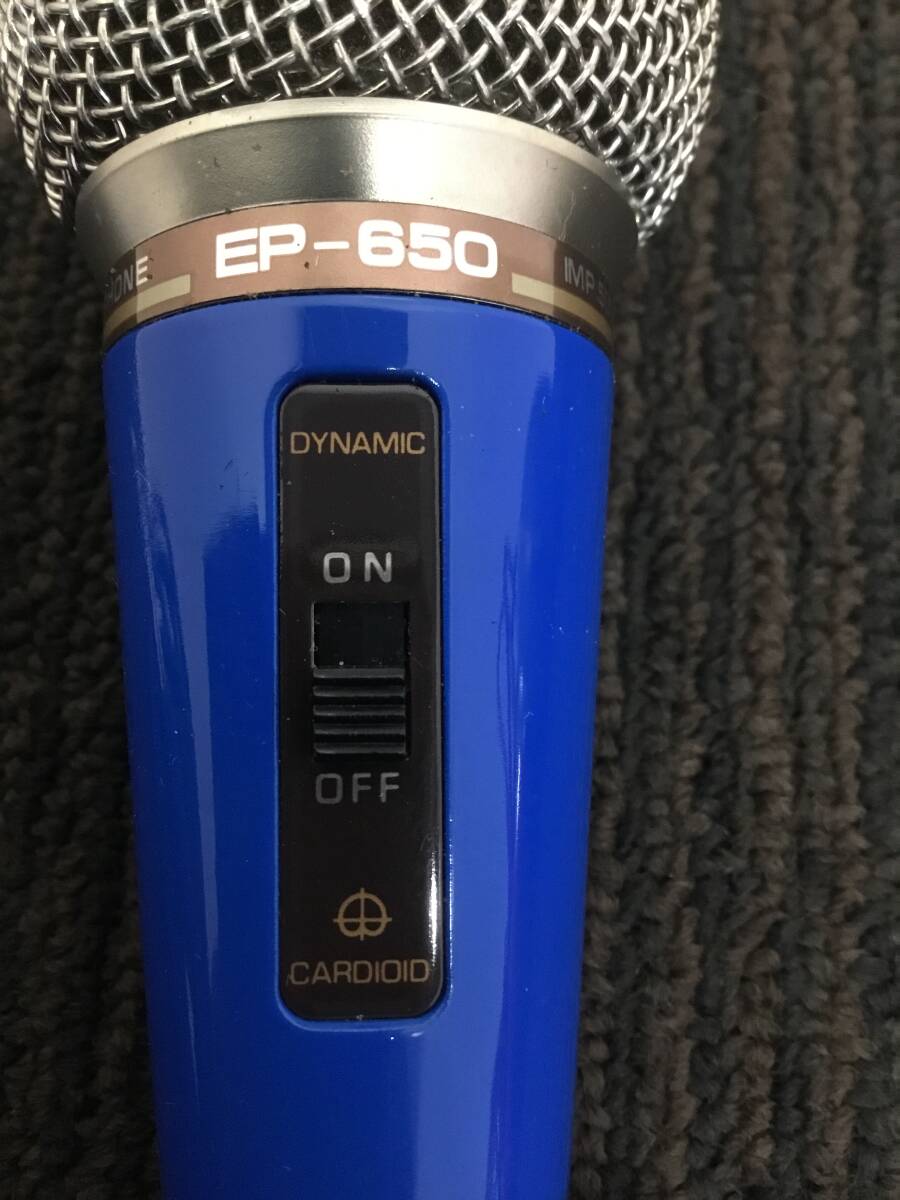 EP-650
DYNAMIC
ON
OFF
CARDIOID